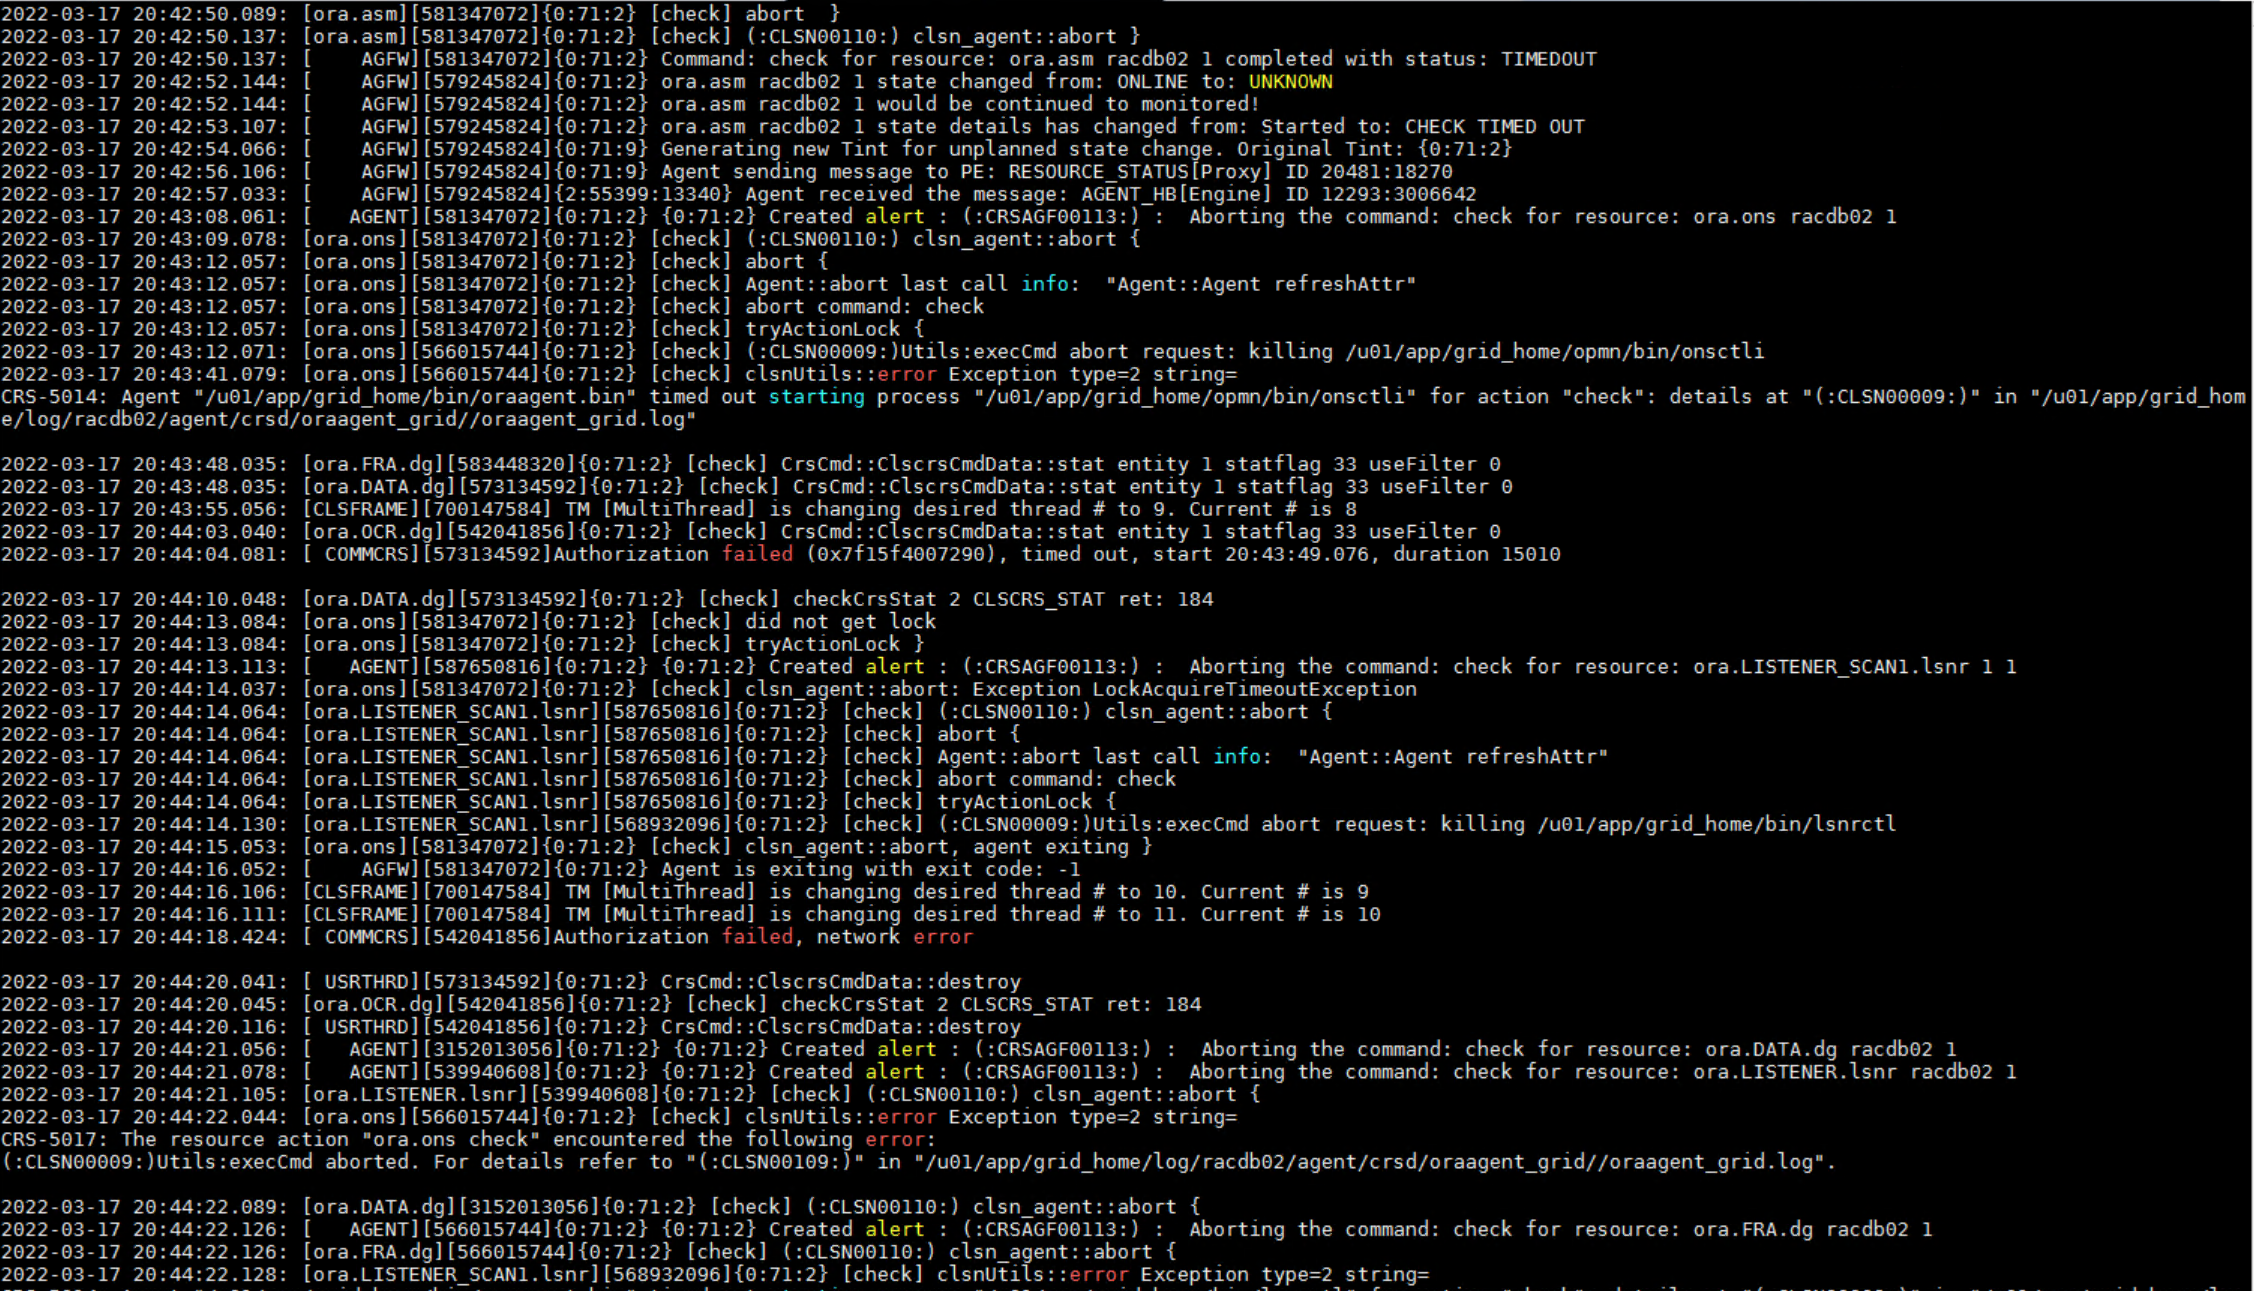 2022-03-17 20:42:50.089: [ora.asm][581347072]{0:71:2} [check] abort  }
2022-03-17 20:42:50.137: [ora.asm][581347072]{0:71:2} [check] (:CLSN00110:) clsn_agent::abort }
2022-03-17 20:42:50.137: [    AGFW][581347072]{0:71:2} Command: check for resource: ora.asm racdb02 1 completed with status: TIMEDOUT
2022-03-17 20:42:52.144: [    AGFW][579245824]{0:71:2} ora.asm racdb02 1 state changed from: ONLINE to: UNKNOWN
2022-03-17 20:42:52.144: [    AGFW][579245824]{0:71:2} ora.asm racdb02 1 would be continued to monitored!
2022-03-17 20:42:53.107: [    AGFW][579245824]{0:71:2} ora.asm racdb02 1 state details has changed from: Started to: CHECK TIMED OUT
2022-03-17 20:42:54.066: [    AGFW][579245824]{0:71:9} Generating new Tint for unplanned state change. Original Tint: {0:71:2}
2022-03-17 20:42:56.106: [    AGFW][579245824]{0:71:9} Agent sending message to PE: RESOURCE_STATUS[Proxy] ID 20481:18270
2022-03-17 20:42:57.033: [    AGFW][579245824]{2:55399:13340} Agent received the message: AGENT_HB[Engine] ID 12293:3006642
2022-03-17 20:43:08.061: [   AGENT][581347072]{0:71:2} {0:71:2} Created alert : (:CRSAGF00113:) :  Aborting the command: check for resource: ora.ons racdb02 1
2022-03-17 20:43:09.078: [ora.ons][581347072]{0:71:2} [check] (:CLSN00110:) clsn_agent::abort {
2022-03-17 20:43:12.057: [ora.ons][581347072]{0:71:2} [check] abort {
2022-03-17 20:43:12.057: [ora.ons][581347072]{0:71:2} [check] Agent::abort last call info:  "Agent::Agent refreshAttr"
2022-03-17 20:43:12.057: [ora.ons][581347072]{0:71:2} [check] abort command: check
2022-03-17 20:43:12.057: [ora.ons][581347072]{0:71:2} [check] tryActionLock {
2022-03-17 20:43:12.071: [ora.ons][566015744]{0:71:2} [check] (:CLSN00009:)Utils:execCmd abort request: killing /u01/app/grid_home/opmn/bin/onsctli
2022-03-17 20:43:41.079: [ora.ons][566015744]{0:71:2} [check] clsnUtils::error Exception type=2 string=
CRS-5014: Agent "/u01/app/grid_home/bin/oraagent.bin" timed out starting process "/u01/app/grid_home/opmn/bin/onsctli" for action "check": details at "(:CLSN00009:)" in "/u01/app/grid_hom
e/log/racdb02/agent/crsd/oraagent_grid//oraagent_grid.log"
2022-03-17 20:43:48.035: [ora.FRA.dg][583448320]{0:71:2} [check] CrsCmd::ClscrsCmdData::stat entity 1 statflag 33 useFilter 0
2022-03-17 20:43:48.035: [ora.DATA.dg][573134592]{0:71:2} [check] CrsCmd::ClscrsCmdData::stat entity 1 statflag 33 useFilter 0
2022-03-17 20:43:55.056: [CLSFRAME][700147584] TM [MultiThread] is changing desired thread # to 9. Current # is 8
2022-03-17 20:44:03.040: [ora.OCR.dg][542041856]{0:71:2} [check] CrsCmd::ClscrsCmdData::stat entity 1 statflag 33 useFilter 0
2022-03-17 20:44:04.081: [ COMMCRS][573134592]Authorization failed (0x7f15f4007290), timed out, start 20:43:49.076, duration 15010
2022-03-17 20:44:10.048: [ora.DATA.dg][573134592]{0:71:2} [check] checkCrsStat 2 CLSCRS_STAT ret: 184
2022-03-17 20:44:13.084: [ora.ons][581347072]{0:71:2} [check] did not get lock
2022-03-17 20:44:13.084: [ora.ons][581347072]{0:71:2} [check] tryActionLock }
2022-03-17 20:44:13.113: [   AGENT][587650816]{0:71:2} {0:71:2} Created alert : (:CRSAGF00113:) :  Aborting the command: check for resource: ora.LISTENER_SCAN1.lsnr 1 1
2022-03-17 20:44:14.037: [ora.ons][581347072]{0:71:2} [check] clsn_agent::abort: Exception LockAcquireTimeoutException
2022-03-17 20:44:14.064: [ora.LISTENER_SCAN1.lsnr][587650816]{0:71:2} [check] (:CLSN00110:) clsn_agent::abort {
2022-03-17 20:44:14.064: [ora.LISTENER_SCAN1.lsnr][587650816]{0:71:2} [check] abort {
2022-03-17 20:44:14.064: [ora.LISTENER_SCAN1.lsnr][587650816]{0:71:2} [check] Agent::abort last call info:  "Agent::Agent refreshAttr"
2022-03-17 20:44:14.064: [ora.LISTENER_SCAN1.lsnr][587650816]{0:71:2} [check] abort command: check
2022-03-17 20:44:14.064: [ora.LISTENER_SCAN1.lsnr][587650816]{0:71:2} [check] tryActionLock {
2022-03-17 20:44:14.130: [ora.LISTENER_SCAN1.lsnr][568932096]{0:71:2} [check] (:CLSN00009:)Utils:execCmd abort request: killing /u01/app/grid_home/bin/lsnrctl
2022-03-17 20:44:15.053: [ora.ons][581347072]{0:71:2} [check] clsn_agent::abort, agent exiting }
2022-03-17 20:44:16.052: [    AGFW][581347072]{0:71:2} Agent is exiting with exit code: -1
2022-03-17 20:44:16.106: [CLSFRAME][700147584] TM [MultiThread] is changing desired thread # to 10. Current # is 9
2022-03-17 20:44:16.111: [CLSFRAME][700147584] TM [MultiThread] is changing desired thread # to 11. Current # is 10
2022-03-17 20:44:18.424: [ COMMCRS][542041856]Authorization failed, network error
2022-03-17 20:44:20.041: [ USRTHRD][573134592]{0:71:2} CrsCmd::ClscrsCmdData::destroy
2022-03-17 20:44:20.045: [ora.OCR.dg][542041856]{0:71:2} [check] checkCrsStat 2 CLSCRS_STAT ret: 184
2022-03-17 20:44:20.116: [ USRTHRD][542041856]{0:71:2} CrsCmd::ClscrsCmdData::destroy
2022-03-17 20:44:21.056: [   AGENT][3152013056]{0:71:2} {0:71:2} Created alert : (:CRSAGF00113:) :  Aborting the command: check for resource: ora.DATA.dg racdb02 1
2022-03-17 20:44:21.078: [   AGENT][539940608]{0:71:2} {0:71:2} Created alert : (:CRSAGF00113:) :  Aborting the command: check for resource: ora.LISTENER.lsnr racdb02 1
2022-03-17 20:44:21.105: [ora.LISTENER.lsnr][539940608]{0:71:2} [check] (:CLSN00110:) clsn_agent::abort {
2022-03-17 20:44:22.044: [ora.ons][566015744]{0:71:2} [check] clsnUtils::error Exception type=2 string=
CRS-5017: The resource action "ora.ons check" encountered the following error:
(:CLSN00009:)Utils:execCmd aborted. For details refer to "(:CLSN00109:)" in "/u01/app/grid_home/log/racdb02/agent/crsd/oraagent_grid//oraagent_grid.log".
2022-03-17 20:44:22.089: [ora.DATA.dg][3152013056]{0:71:2} [check] (:CLSN00110:) clsn_agent::abort {
2022-03-17 20:44:22.126: [   AGENT][566015744]{0:71:2} {0:71:2} Created alert : (:CRSAGF00113:) :  Aborting the command: check for resource: ora.FRA.dg racdb02 1
2022-03-17 20:44:22.126: [ora.FRA.dg][566015744]{0:71:2} [check] (:CLSN00110:) clsn_agent::abort {
2022-03-17 20:44:22.128: [ora.LISTENER_SCAN1.lsnr][568932096]{0:71:2} [check] clsnUtils::error Exception type=2 string=